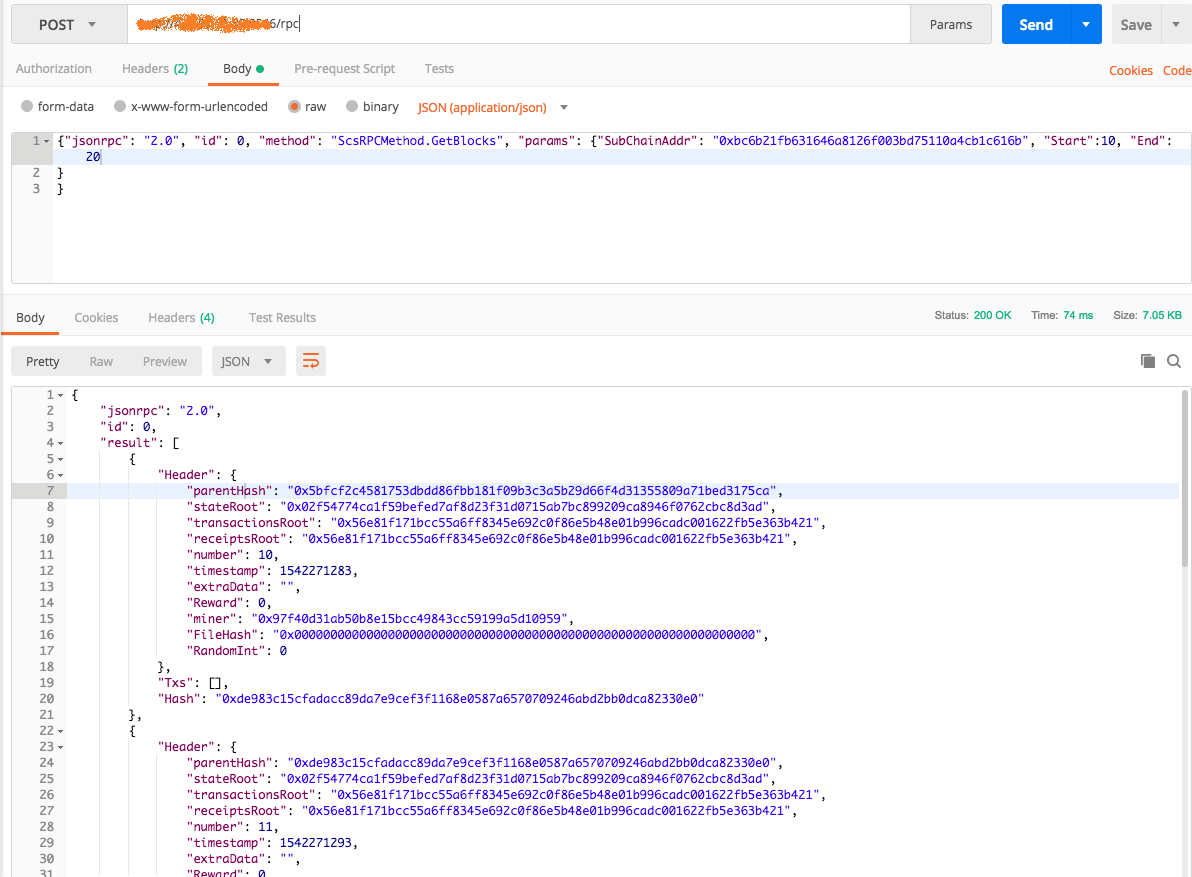 POST
6/rpc
Params
Send
Save
Authorization Headers (2) Body Pre-request Script Tests
Cookies Code
form-data x-www-form-urlencoded raw binary JSON (application/json)
1 {"jsonrpc": "2.0", "id": 0, "method": "ScsRPCMethod.GetBlocks", "params": {"SubChainAddr": "0xbc6b21fb631646a8126f003bd75110a4cb1c616b", "Start":10, "End":
20
2 }
3 }
Body Cookies Headers (4) Test Results
Status: 200 OK Time: 74 ms Size: 7.05 KB
Pretty Raw Preview JSON
1 {
2 "jsonrpc": "2.0",
3 "id": 0,
4 "result": [
5 {
6 "Header": {
7 "parentHash": "0x5bfcf2c4581753dbdd86fbb181f09b3c3a5b29d66f4d31355809a71bed3175ca",
8 "stateRoot": "0x02f54774ca1f59befed7af8d23f31d0715ab7bc899209ca8946f0762cbc8d3ad",
9 "transactionsRoot": "0x56e81f171bcc55a6ff8345e692c0f86e5b48e01b996cadc001622fb5e363b421",
10 "receiptsRoot": "0x56e81f171bcc55a6ff8345e692c0f86e5b48e01b996cadc001622fb5e363b421",
11 "number": 10,
12 "timestamp": 1542271283,
13 "extraData": "",
14 "Reward": 0,
15 "miner": "0x97f40d31ab50b8e15bcc49843cc59199a5d10959",
16 "FileHash": "0x0000000000000000000000000000000000000000000000000000000000000000",
17 "RandomInt": 0
18 },
19 "Txs": [],
20 "Hash": "0xde983c15cfadacc89da7e9cef3f1168e0587a6570709246abd2bb0dca82330e0"
21 },
22 {
23 "Header": {
24 "parentHash": "0xde983c15cfadacc89da7e9cef3f1168e0587a6570709246abd2bb0dca82330e0",
25 "stateRoot": "0x02f54774ca1f59befed7af8d23f31d0715ab7bc899209ca8946f0762cbc8d3ad",
26 "transactionsRoot": "0x56e81f171bcc55a6ff8345e692c0f86e5b48e01b996cadc001622fb5e363b421",
27 "receiptsRoot": "0x56e81f171bcc55a6ff8345e692c0f86e5b48e01b996cadc001622fb5e363b421",
28 "number": 11,
29 "timestamp": 1542271293,
30 "extraData": "",
31 "Reward": 0,